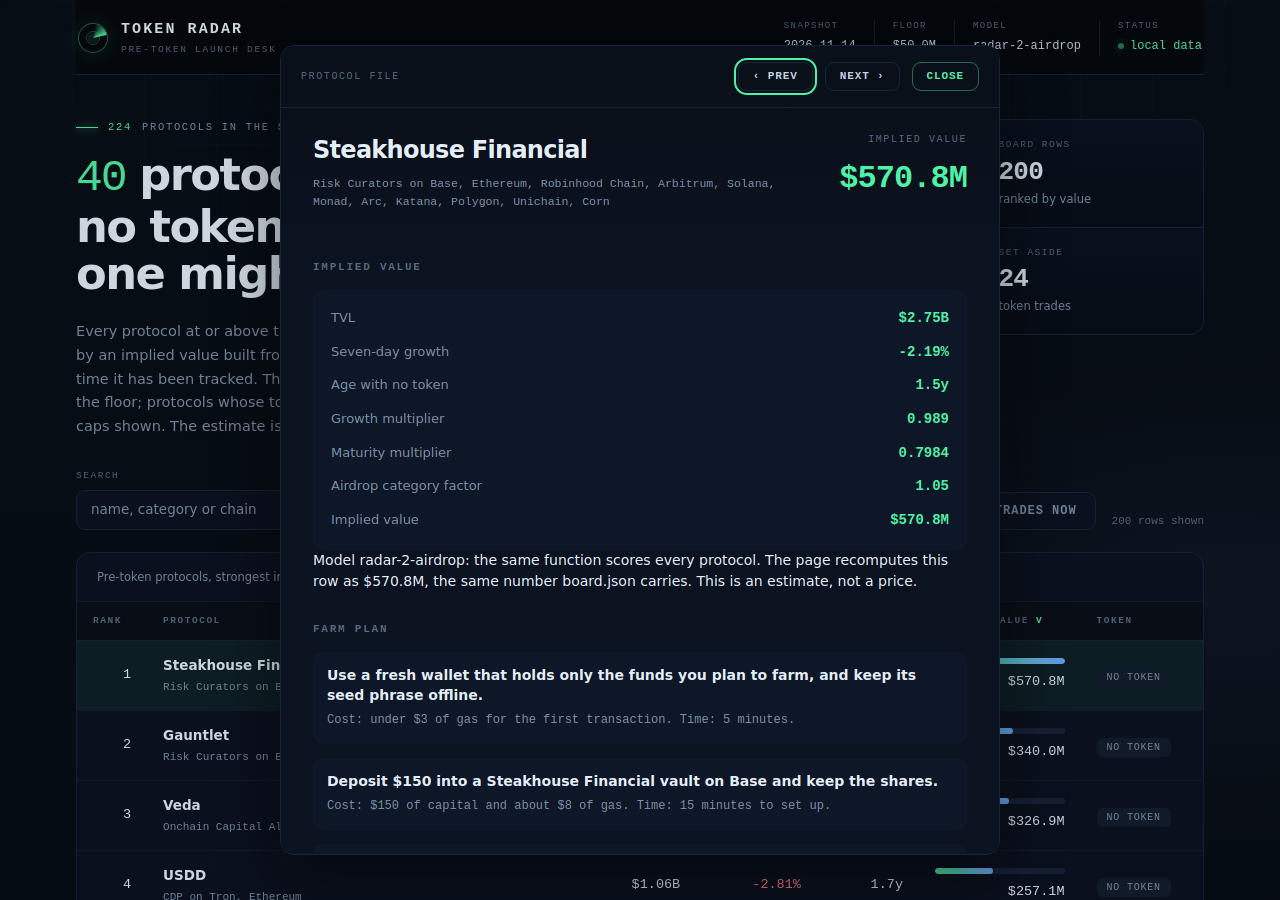 TOKEN RADAR
PRE-TOKEN LAUNCH DESK
SNAPSHOT
2026-11-14
FLOOR
$50.0M
MODEL
radar-2-airdrop
STATUS
local data
PROTOCOL FILE
‹ PREV
NEXT ›
CLOSE
224 PROTOCOLS IN THE
40 protoc
no token
one migh
Every protocol at or above t
by an implied value built fro
time it has been tracked. Th
the floor; protocols whose to
caps shown. The estimate is
BOARD ROWS
200
ranked by value
SET ASIDE
24
token trades
Steakhouse Financial
Risk Curators on Base, Ethereum, Robinhood Chain, Arbitrum, Solana,
Monad, Arc, Katana, Polygon, Unichain, Corn
IMPLIED VALUE
$570.8M
IMPLIED VALUE
TVL $2.75B
Seven-day growth -2.19%
Age with no token 1.5y
Growth multiplier 0.989
Maturity multiplier 0.7984
Airdrop category factor 1.05
Implied value $570.8M
Model radar-2-airdrop: the same function scores every protocol. The page recomputes this
row as $570.8M, the same number board.json carries. This is an estimate, not a price.
FARM PLAN
Use a fresh wallet that holds only the funds you plan to farm, and keep its
seed phrase offline.
Cost: under $3 of gas for the first transaction. Time: 5 minutes.
Deposit $150 into a Steakhouse Financial vault on Base and keep the shares.
Cost: $150 of capital and about $8 of gas. Time: 15 minutes to set up.
SEARCH
name, category or chain
TRADES NOW
200 rows shown
Pre-token protocols, strongest i
RANK PROTOCOL ALUE V TOKEN
1 Steakhouse Fin
Risk Curators on E
$570.8M NO TOKEN
2 Gauntlet
Risk Curators on E
$340.0M NO TOKEN
3 Veda
Onchain Capital Al
$326.9M NO TOKEN
4 USDD
CDP on Tron, Ethereum
$1.06B -2.81% 1.7y $257.1M NO TOKEN